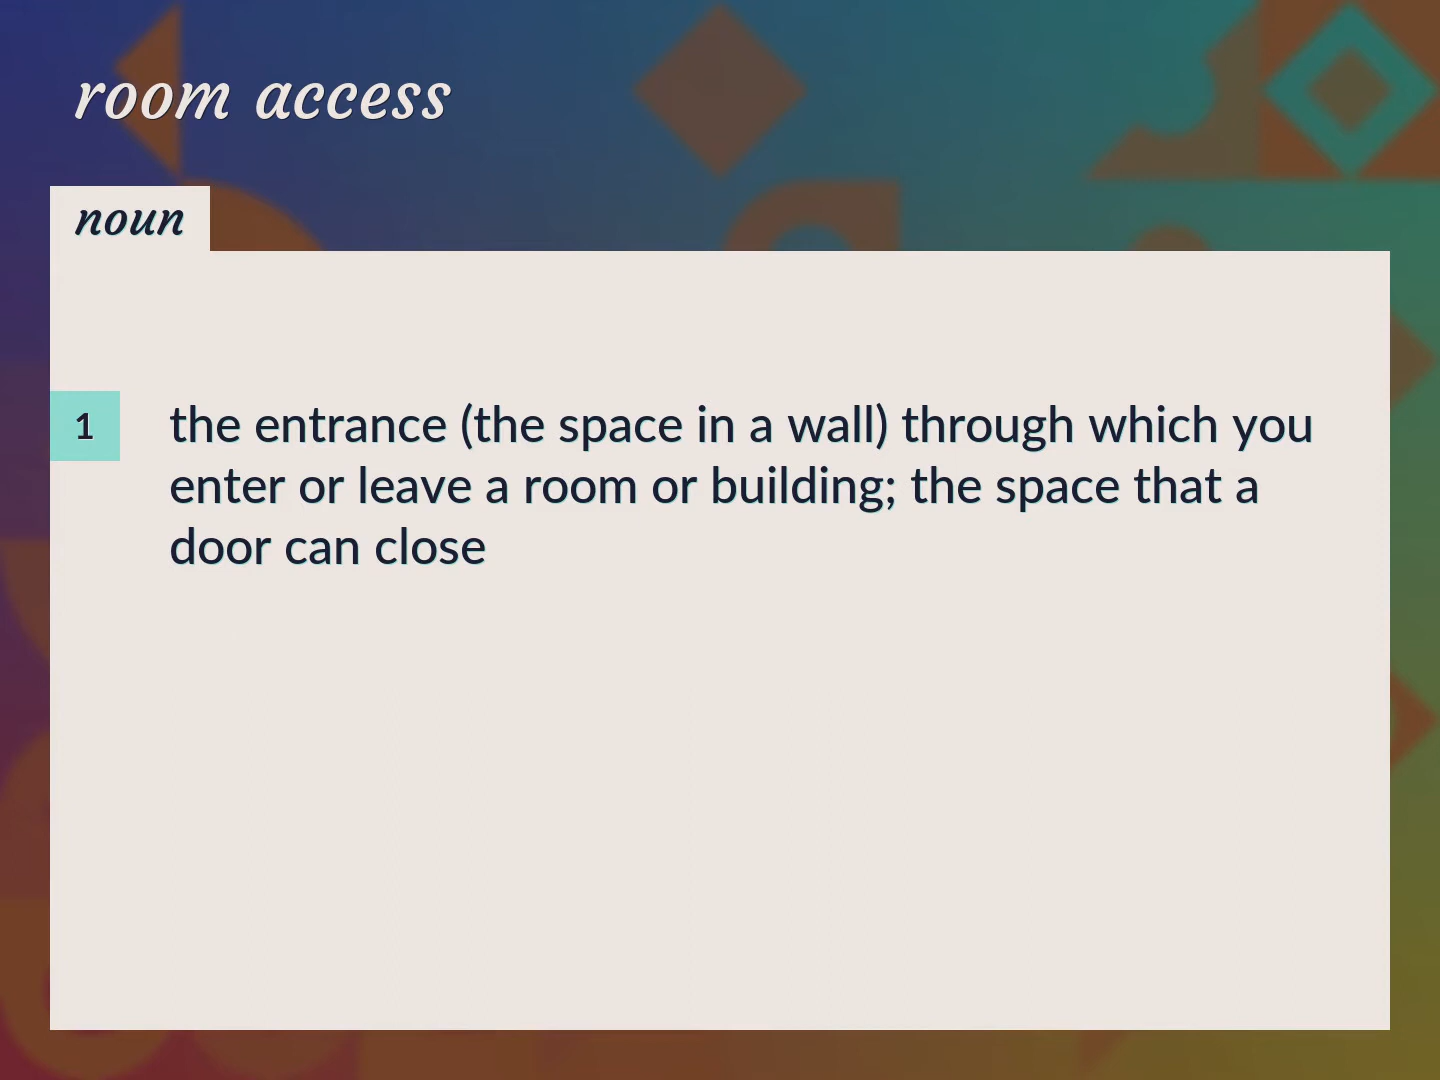 room access
noun
1
the entrance (the space in a wall) through which you
enter or leave a room or building; the space that a
door can close